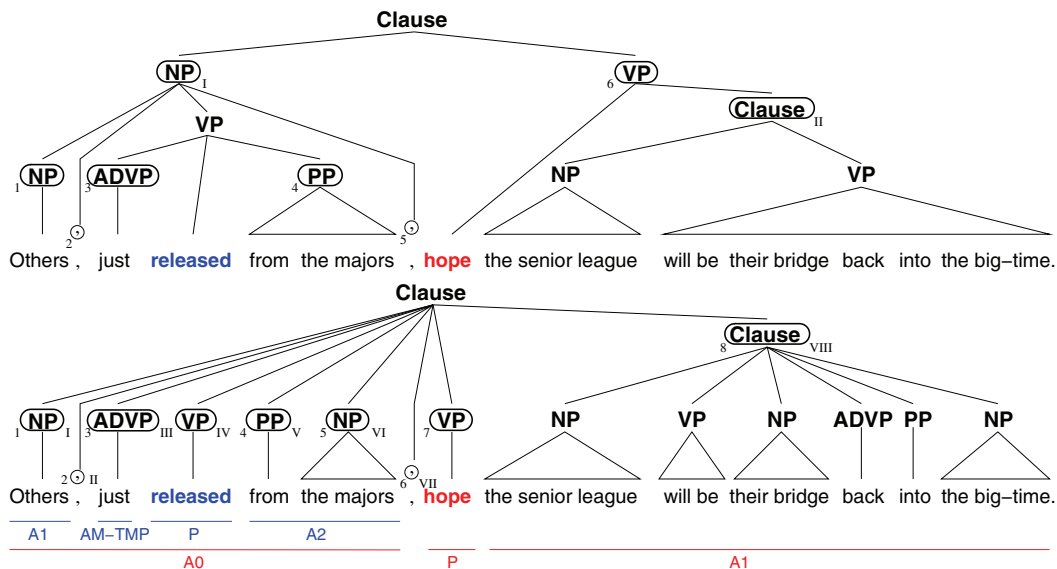 Clause
NP I 6 VP
Clause II
VP
1 NP 3 ADVP 4 PP NP VP
2 , 5 ,
Others , just released from the majors , hope the senior league will be their bridge back into the big–time.
Clause
8 Clause VIII
1 NP I 3 ADVP III VP IV 4 PP V 5 NP VI 7 VP NP VP NP ADVP PP NP
2 , II 6 , VII
Others , just released from the majors , hope the senior league will be their bridge back into the big–time.
A1 AM–TMP P A2
A0 P A1